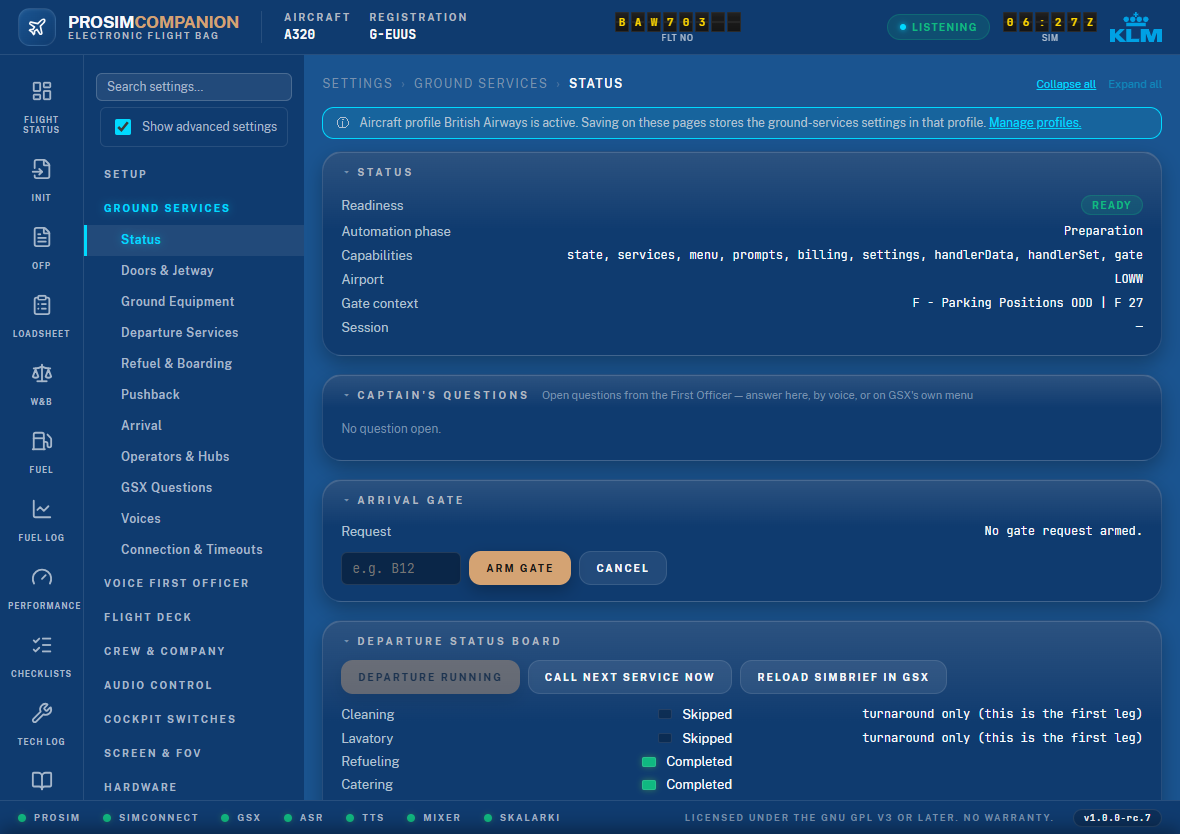 PROSIMCOMPANION
ELECTRONIC FLIGHT BAG
AIRCRAFT
A320
REGISTRATION
G-EUUS
BAW703
FLT NO
LISTENING
06:27Z
SIM
KLM
FLIGHT STATUS
INIT
OFP
LOADSHEET
W&B
FUEL
FUEL LOG
PERFORMANCE
CHECKLISTS
TECH LOG
Search settings...
Show advanced settings
SETUP
GROUND SERVICES
Status
Doors & Jetway
Ground Equipment
Departure Services
Refuel & Boarding
Pushback
Arrival
Operators & Hubs
GSX Questions
Voices
Connection & Timeouts
VOICE FIRST OFFICER
FLIGHT DECK
CREW & COMPANY
AUDIO CONTROL
COCKPIT SWITCHES
SCREEN & FOV
HARDWARE
SETTINGS › GROUND SERVICES › STATUS
Collapse all
Expand all
Aircraft profile British Airways is active. Saving on these pages stores the ground-services settings in that profile. Manage profiles.
STATUS
Readiness READY
Automation phase Preparation
Capabilities state, services, menu, prompts, billing, settings, handlerData, handlerSet, gate
Airport LOWW
Gate context F - Parking Positions ODD | F 27
Session —
CAPTAIN'S QUESTIONS Open questions from the First Officer — answer here, by voice, or on GSX's own menu
No question open.
ARRIVAL GATE
Request No gate request armed.
e.g. B12 ARM GATE CANCEL
DEPARTURE STATUS BOARD
DEPARTURE RUNNING CALL NEXT SERVICE NOW RELOAD SIMBRIEF IN GSX
Cleaning Skipped turnaround only (this is the first leg)
Lavatory Skipped turnaround only (this is the first leg)
Refueling Completed
Catering Completed
PROSIM SIMCONNECT GSX ASR TTS MIXER SKALARKI
LICENSED UNDER THE GNU GPL V3 OR LATER. NO WARRANTY.
v1.0.0-rc.7